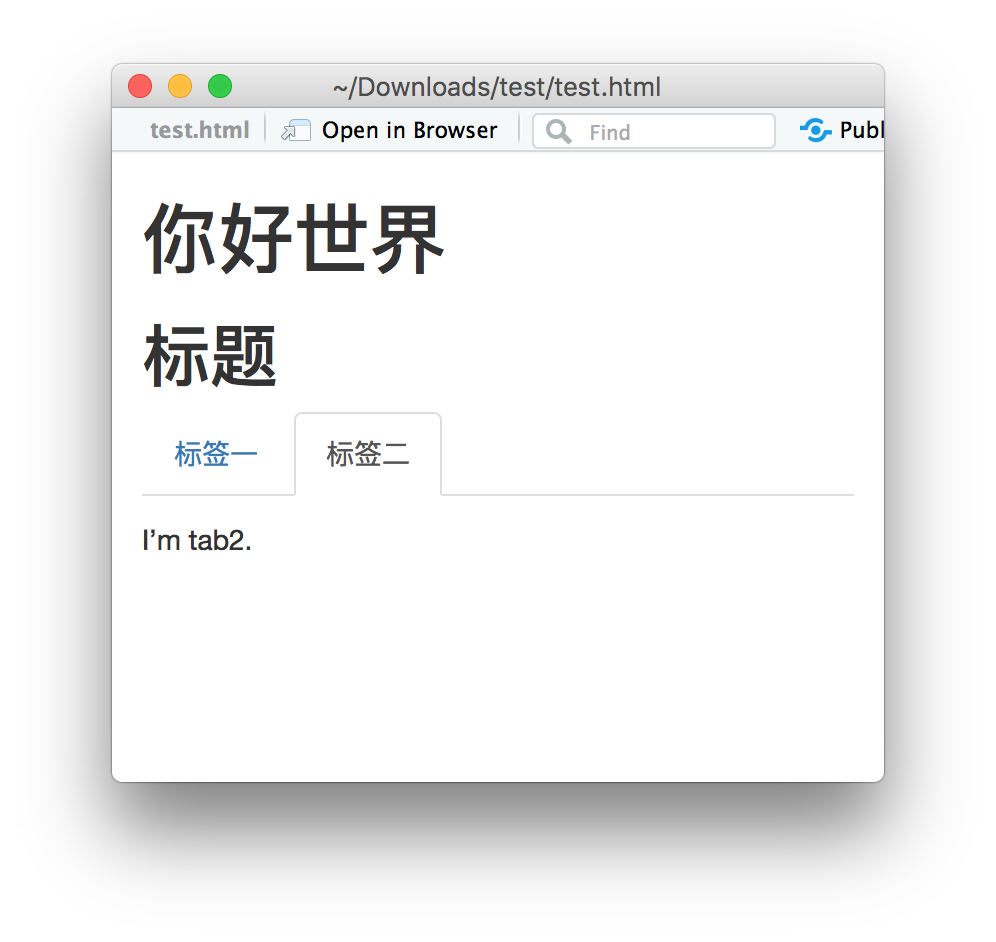 ~/Downloads/test/test.html
test.html Open in Browser Find Publ
你好世界
标题
标签一 标签二
I’m tab2.